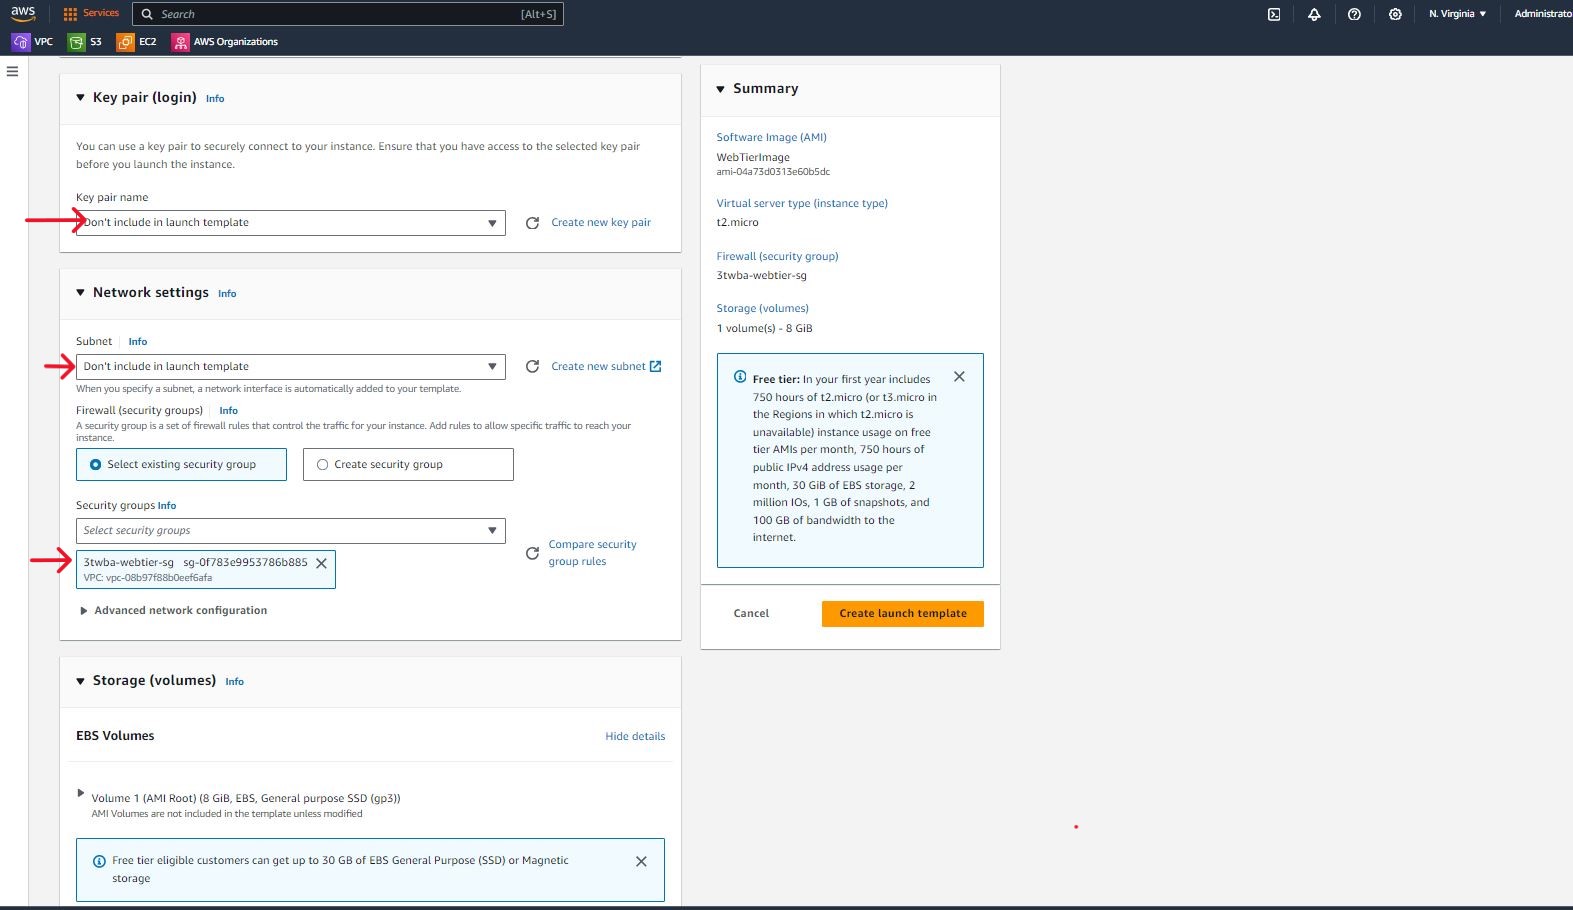 aws
Services
Search
[Alt+S]
N. Virginia
Administrato
VPC
S3
EC2
AWS Organizations
Key pair (login) Info
You can use a key pair to securely connect to your instance. Ensure that you have access to the selected key pair
before you launch the instance.
Key pair name
Don't include in launch template
Create new key pair
Network settings Info
Subnet Info
Don't include in launch template
Create new subnet
When you specify a subnet, a network interface is automatically added to your template.
Firewall (security groups) Info
A security group is a set of firewall rules that control the traffic for your instance. Add rules to allow specific traffic to reach your
instance.
Select existing security group
Create security group
Security groups Info
Select security groups
3twba-webtier-sg sg-0f783e9953786b885
VPC: vpc-08b97f88b0eef6afa
Compare security
group rules
Advanced network configuration
Storage (volumes) Info
EBS Volumes
Hide details
Volume 1 (AMI Root) (8 GiB, EBS, General purpose SSD (gp3))
AMI Volumes are not included in the template unless modified
Free tier eligible customers can get up to 30 GB of EBS General Purpose (SSD) or Magnetic
storage
Summary
Software Image (AMI)
WebTierImage
ami-04a73d0313e60b5dc
Virtual server type (instance type)
t2.micro
Firewall (security group)
3twba-webtier-sg
Storage (volumes)
1 volume(s) - 8 GiB
Free tier: In your first year includes
750 hours of t2.micro (or t3.micro in
the Regions in which t2.micro is
unavailable) instance usage on free
tier AMIs per month, 750 hours of
public IPv4 address usage per
month, 30 GiB of EBS storage, 2
million IOs, 1 GB of snapshots, and
100 GB of bandwidth to the
internet.
Cancel
Create launch template